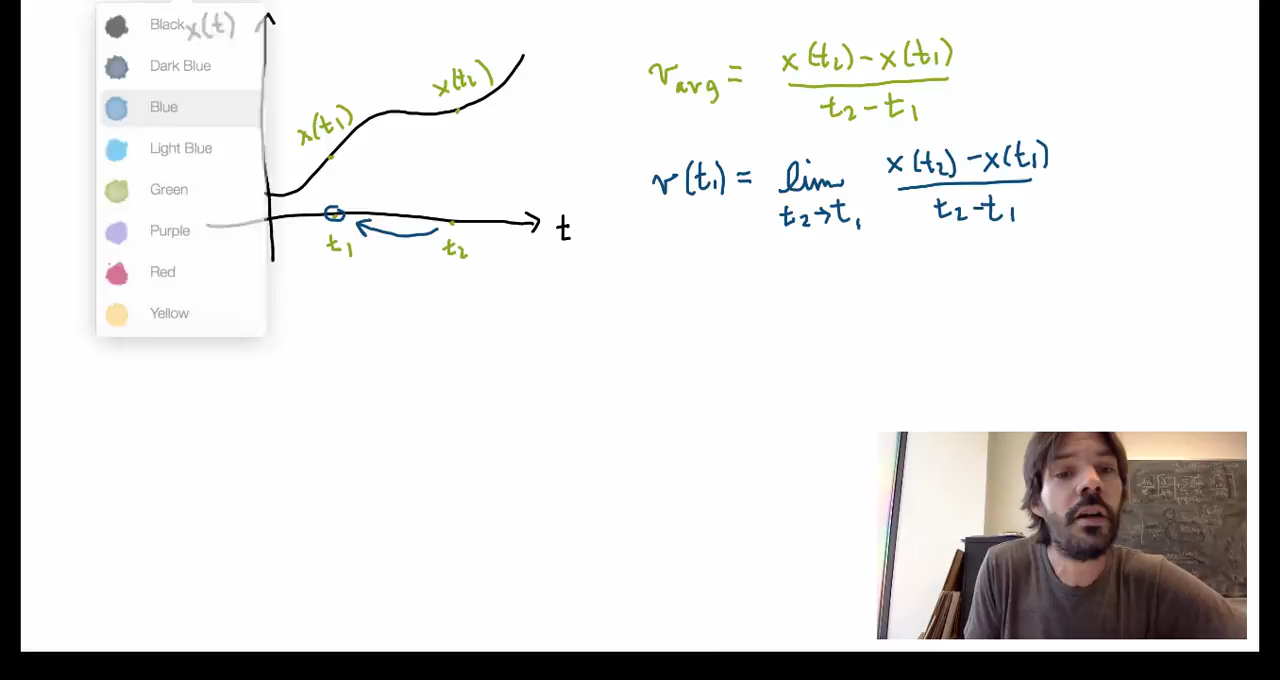 Black
Dark Blue
Blue
Light Blue
Green
Purple
Red
Yellow
x(t)
x(t₁)
x(t₂)
t₁
t₂
t
v_avg = x(t₂) - x(t₁) / t₂ - t₁
v(t₁) = lim t₂→t₁ x(t₂) - x(t₁) / t₂ - t₁